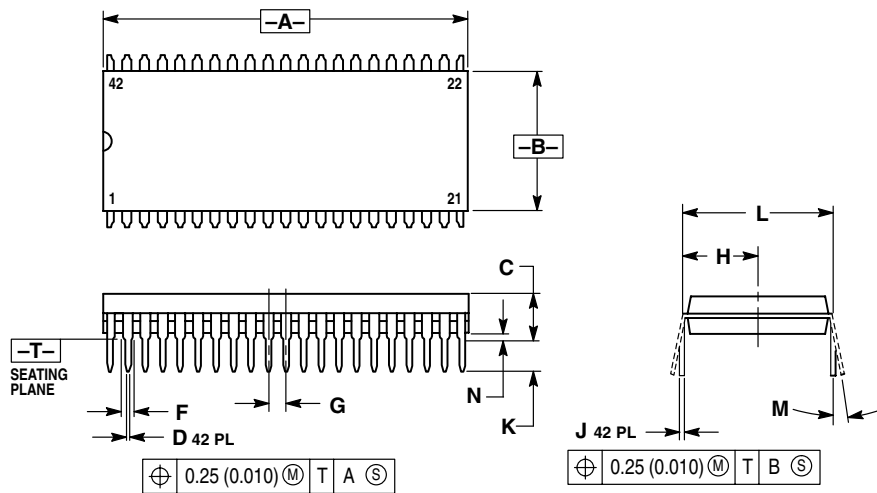 –A–
42 22
–B–
1 21
L
H
C
–T–
SEATING
PLANE
N
G
F
K
M
D 42 PL
J 42 PL
⌖ 0.25 (0.010) Ⓜ T A Ⓢ
⌖ 0.25 (0.010) Ⓜ T B Ⓢ